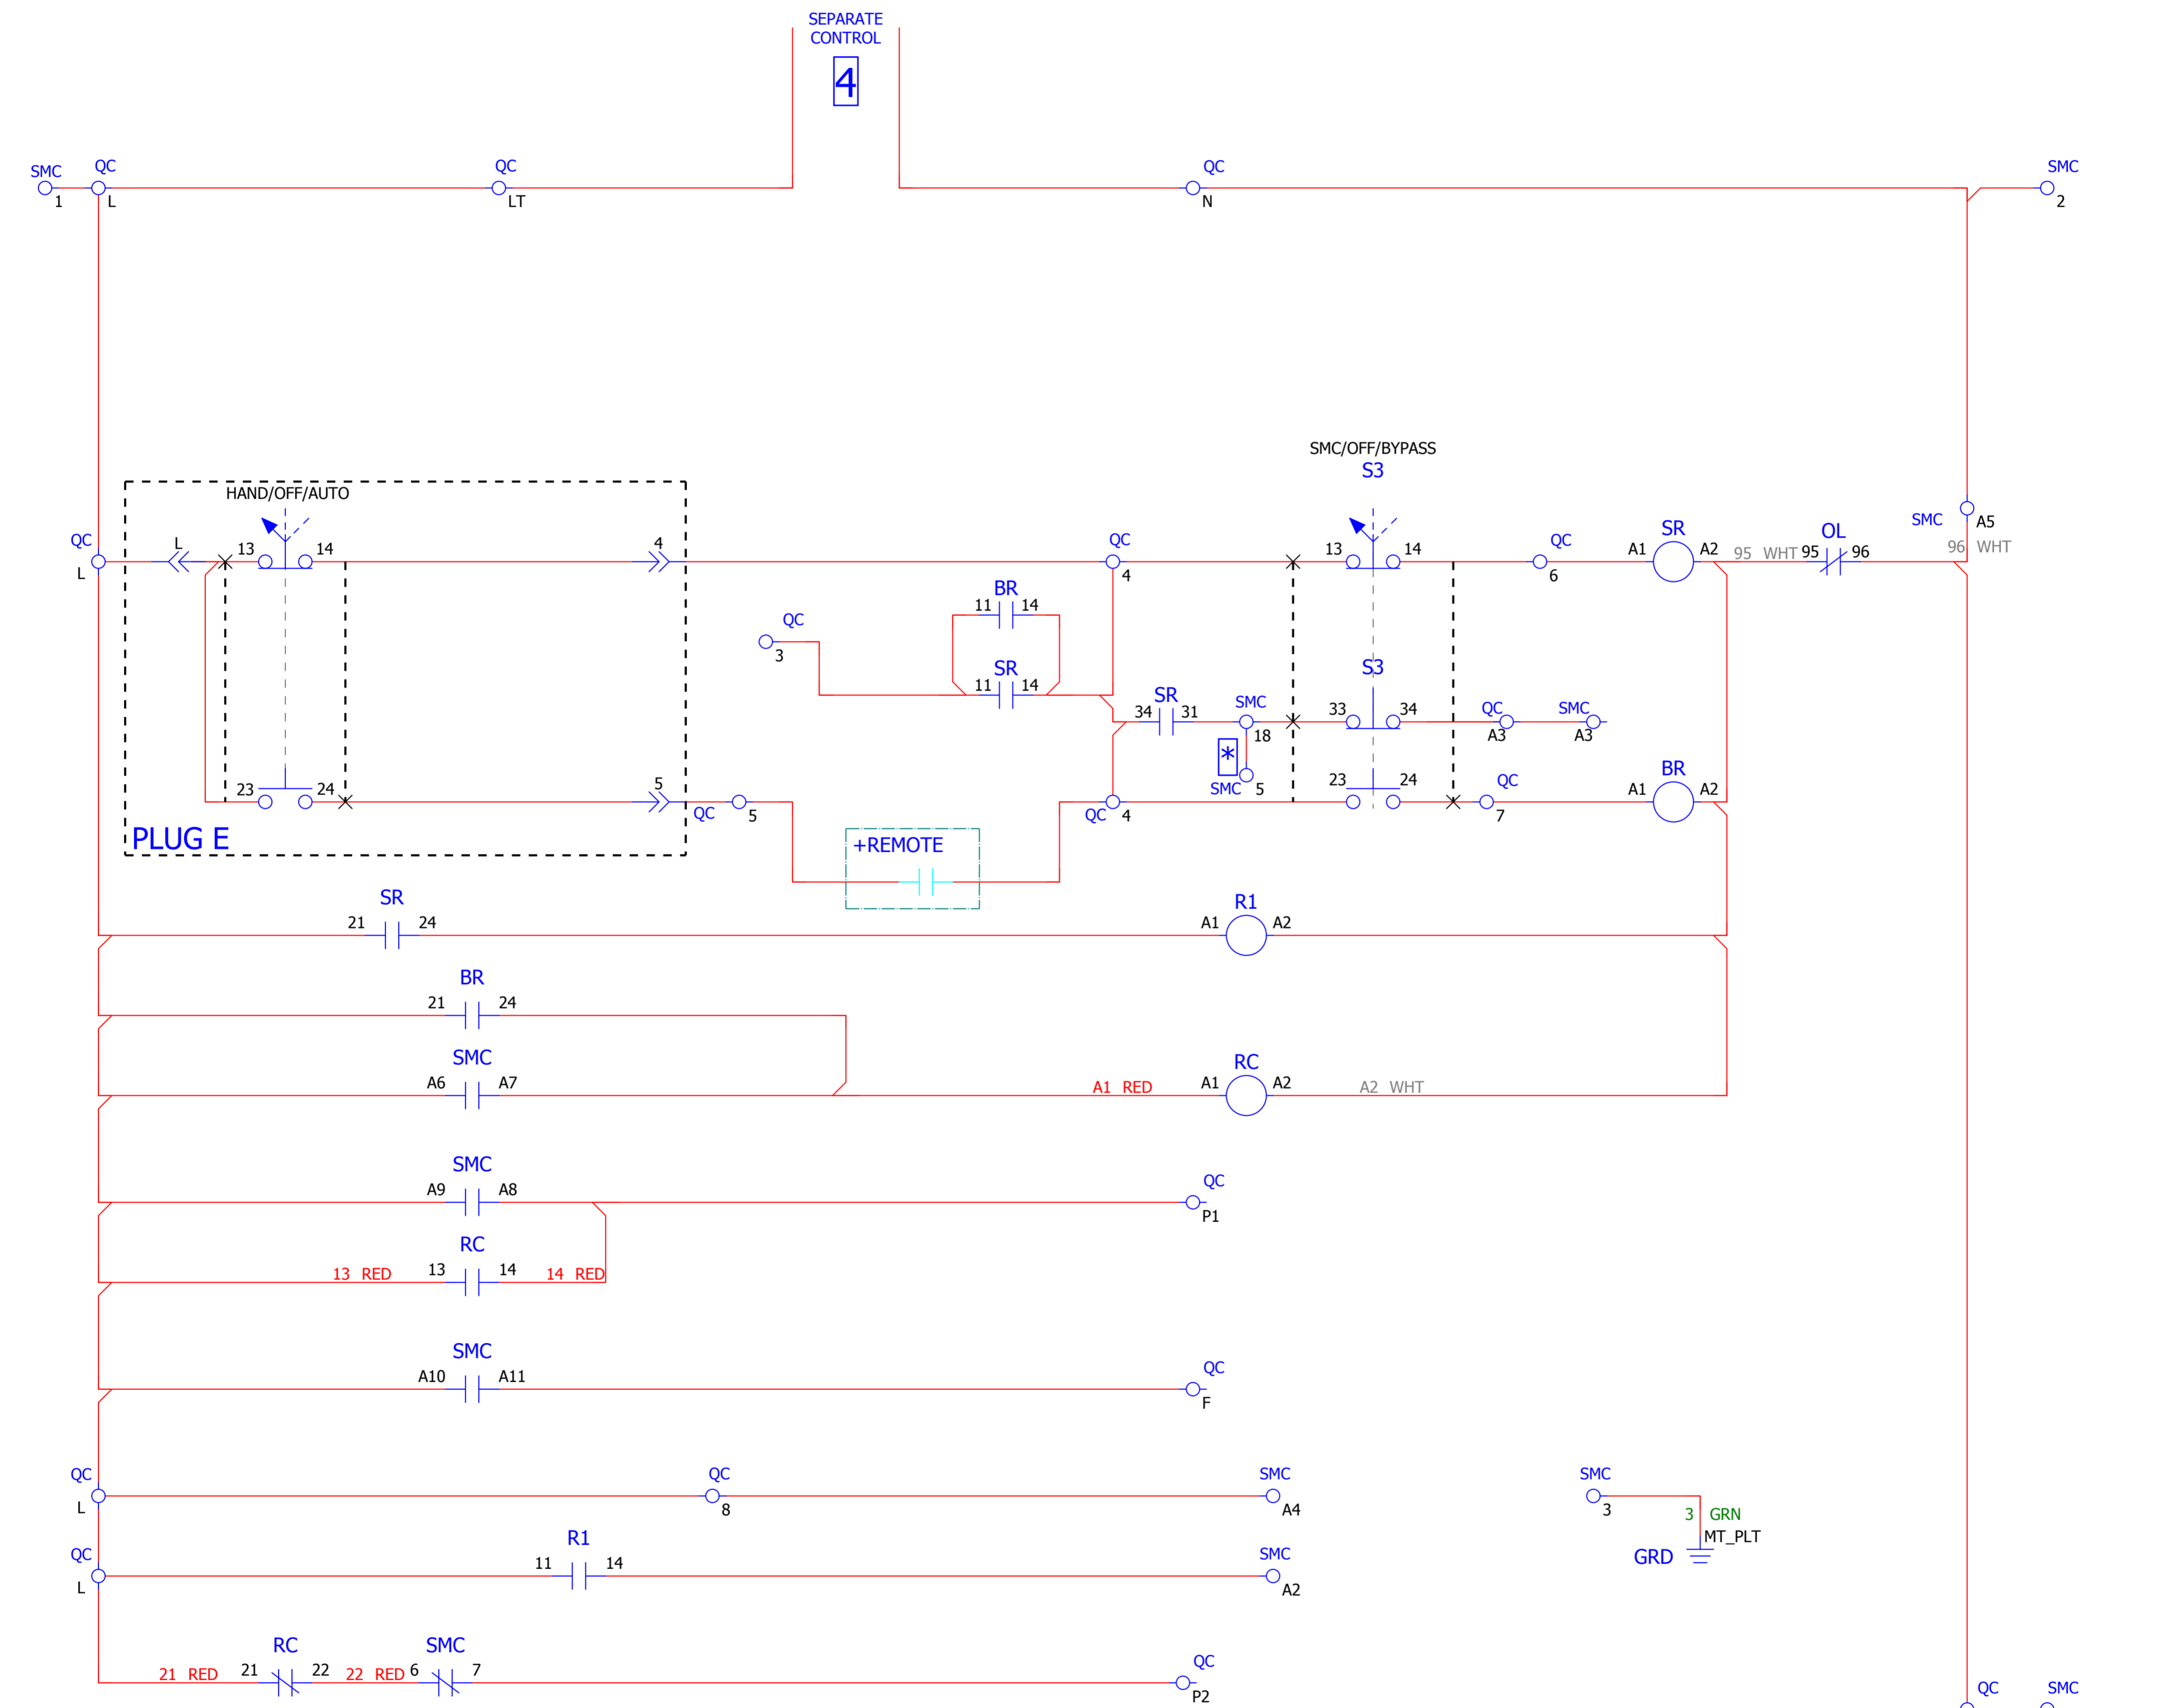 SEPARATE
CONTROL
4
SMC
1
QC
L
QC
LT
QC
N
SMC
2
SMC/OFF/BYPASS
S3
HAND/OFF/AUTO
QC
L
L
13
14
4
QC
4
13
14
QC
6
SR
A1
A2
95 WHT
95
OL
96
SMC
A5
96 WHT
BR
11
14
QC
3
SR
11
14
SR
34
31
SMC
18
*
SMC
5
S3
33
34
QC
A3
SMC
A3
23
24
5
QC
5
QC
4
23
24
QC
7
BR
A1
A2
PLUG E
+REMOTE
SR
21
24
R1
A1
A2
BR
21
24
SMC
A6
A7
A1 RED
RC
A1
A2
A2 WHT
SMC
A9
A8
QC
P1
RC
13 RED
13
14
14 RED
SMC
A10
A11
QC
F
QC
L
QC
8
SMC
A4
SMC
3
3 GRN
MT_PLT
GRD
QC
L
R1
11
14
SMC
A2
RC
21 RED
21
22
22 RED
SMC
6
7
QC
P2
QC
SMC